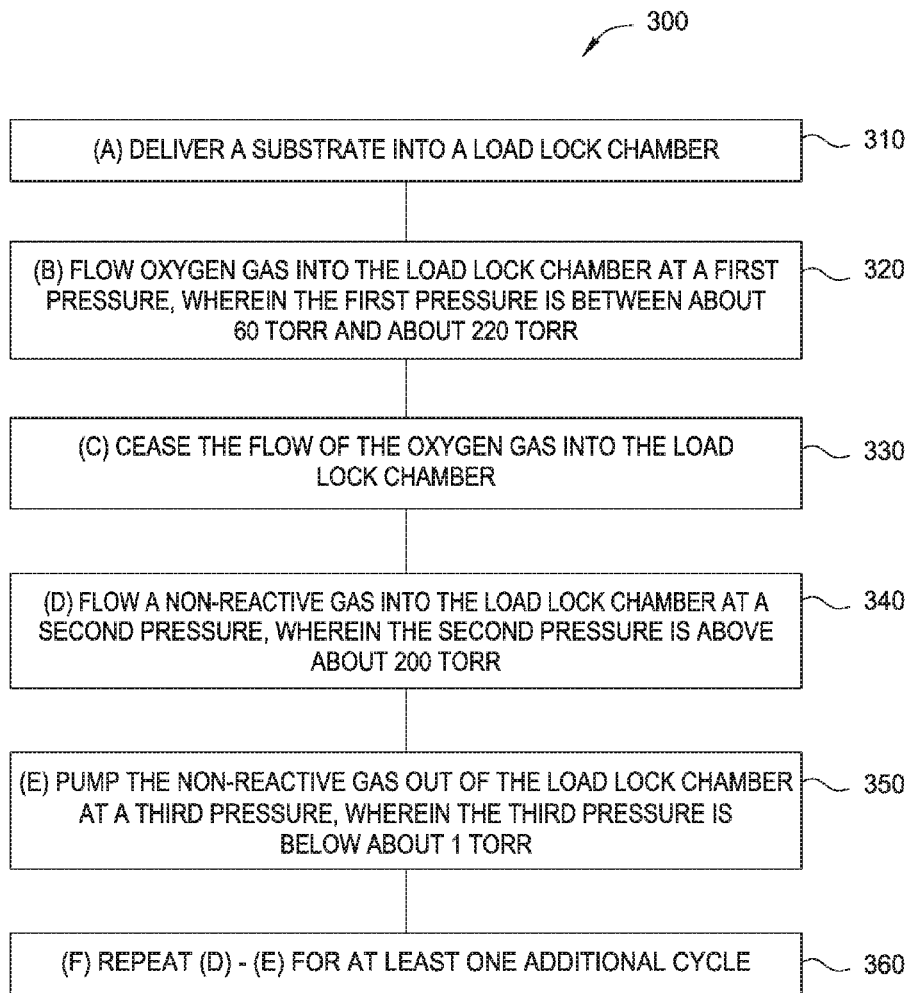 300
(A) DELIVER A SUBSTRATE INTO A LOAD LOCK CHAMBER
310
(B) FLOW OXYGEN GAS INTO THE LOAD LOCK CHAMBER AT A FIRST
PRESSURE, WHEREIN THE FIRST PRESSURE IS BETWEEN ABOUT
60 TORR AND ABOUT 220 TORR
320
(C) CEASE THE FLOW OF THE OXYGEN GAS INTO THE LOAD
LOCK CHAMBER
330
(D) FLOW A NON-REACTIVE GAS INTO THE LOAD LOCK CHAMBER AT A
SECOND PRESSURE, WHEREIN THE SECOND PRESSURE IS ABOVE
ABOUT 200 TORR
340
(E) PUMP THE NON-REACTIVE GAS OUT OF THE LOAD LOCK CHAMBER
AT A THIRD PRESSURE, WHEREIN THE THIRD PRESSURE IS
BELOW ABOUT 1 TORR
350
(F) REPEAT (D) - (E) FOR AT LEAST ONE ADDITIONAL CYCLE
360